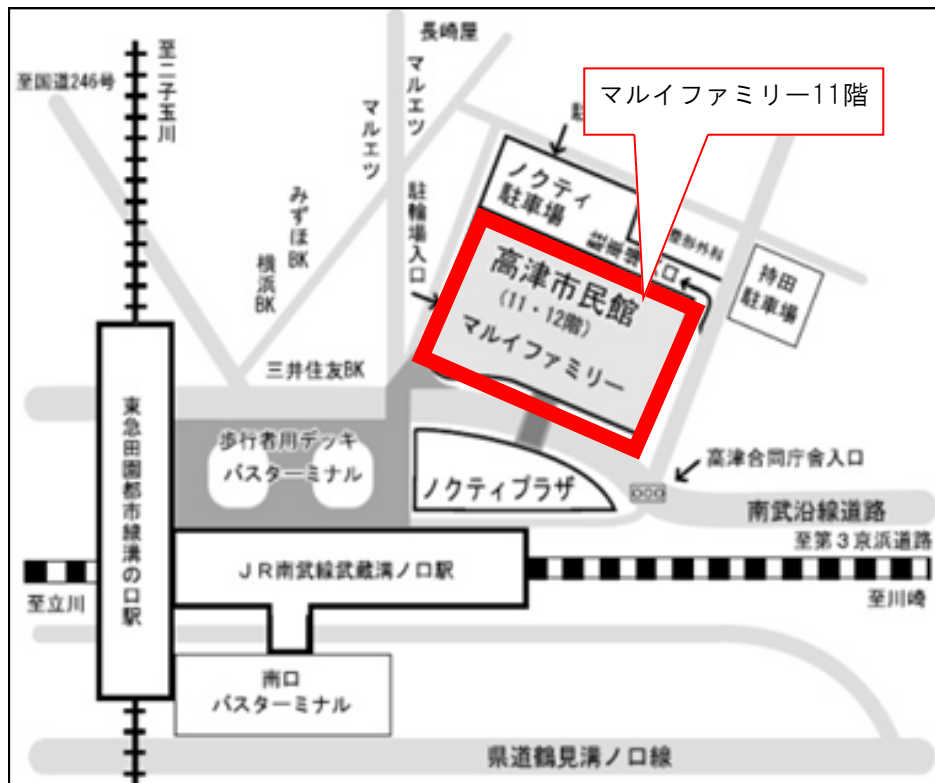 長崎屋
至二子玉川
至国道246号
マルエツ
マルエツ
マルイファミリー11階
みずほBK
横浜BK
駐輪場入口
ノクティ
駐車場
整形外科
高津市民館
(11・12階)
マルイファミリー
持田
駐車場
三井住友BK
東急田園都市線溝の口駅
歩行者用デッキ
バスターミナル
ノクティプラザ
高津合同庁舎入口
南武沿線道路
至第3京浜道路
JR南武線武蔵溝ノ口駅
至立川
至川崎
南口
バスターミナル
県道鶴見溝ノ口線